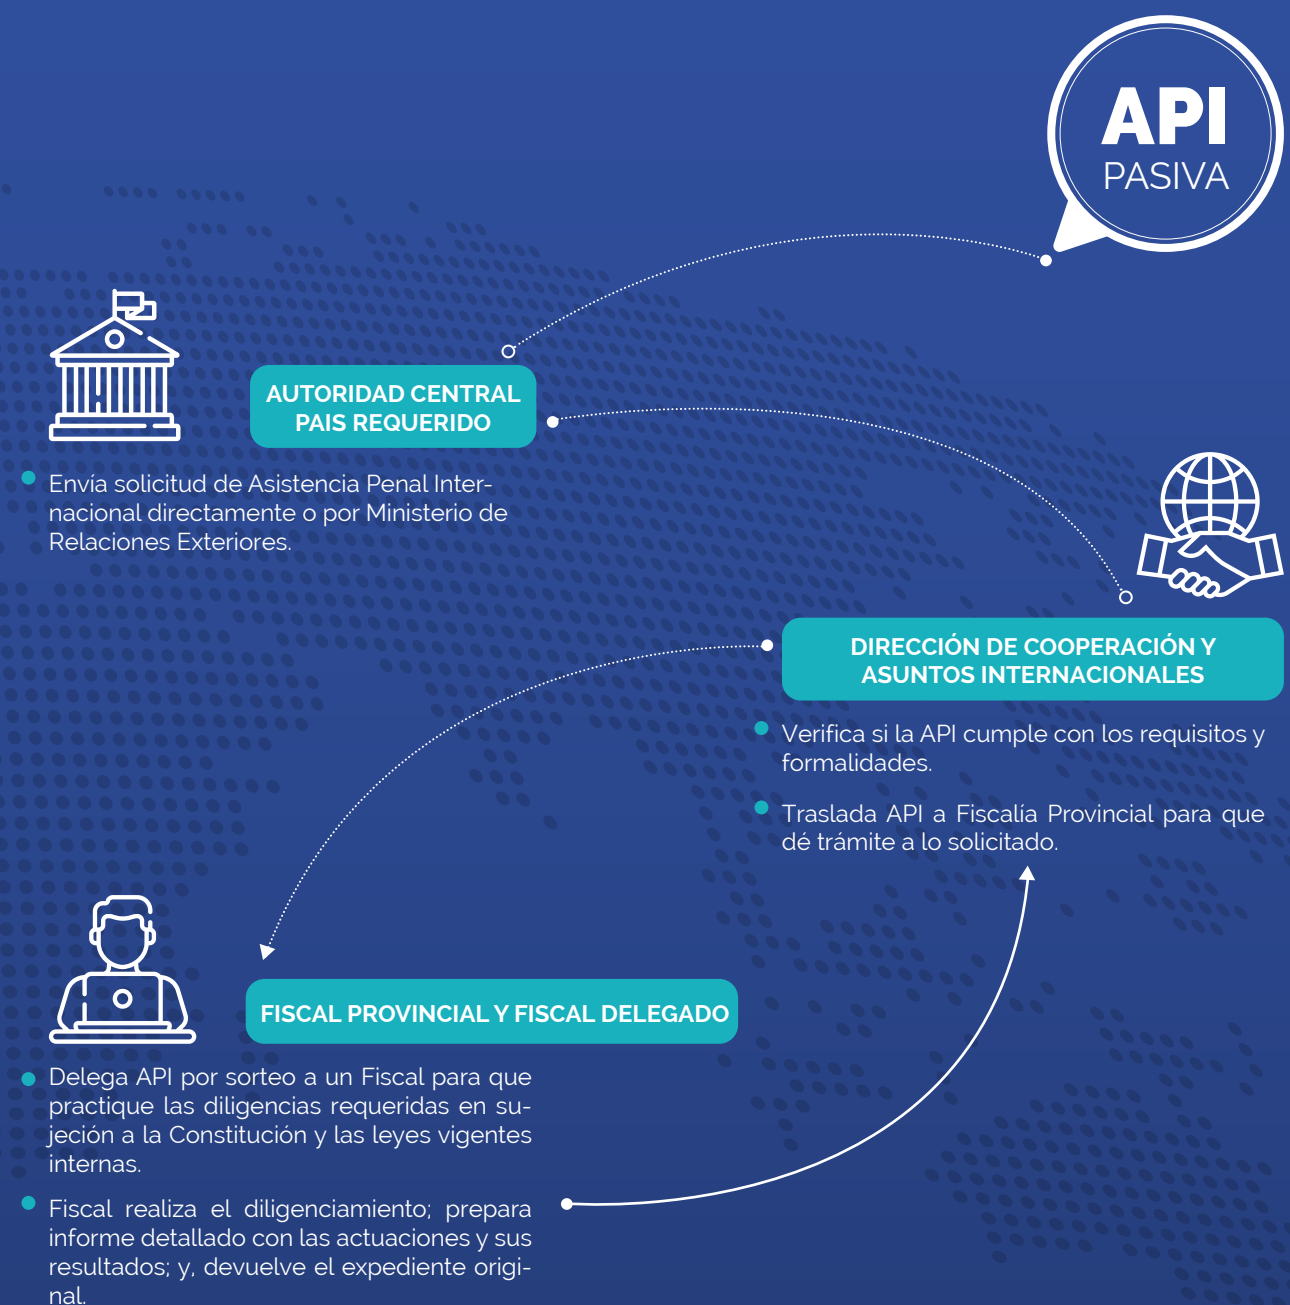 API
PASIVA
AUTORIDAD CENTRAL
PAIS REQUERIDO
Envía solicitud de Asistencia Penal Inter-
nacional directamente o por Ministerio de
Relaciones Exteriores.
DIRECCIÓN DE COOPERACIÓN Y
ASUNTOS INTERNACIONALES
Verifica si la API cumple con los requisitos y
formalidades.
Traslada API a Fiscalía Provincial para que
dé trámite a lo solicitado.
FISCAL PROVINCIAL Y FISCAL DELEGADO
Delega API por sorteo a un Fiscal para que
practique las diligencias requeridas en su-
jeción a la Constitución y las leyes vigentes
internas.
Fiscal realiza el diligenciamiento; prepara
informe detallado con las actuaciones y sus
resultados; y, devuelve el expediente origi-
nal.